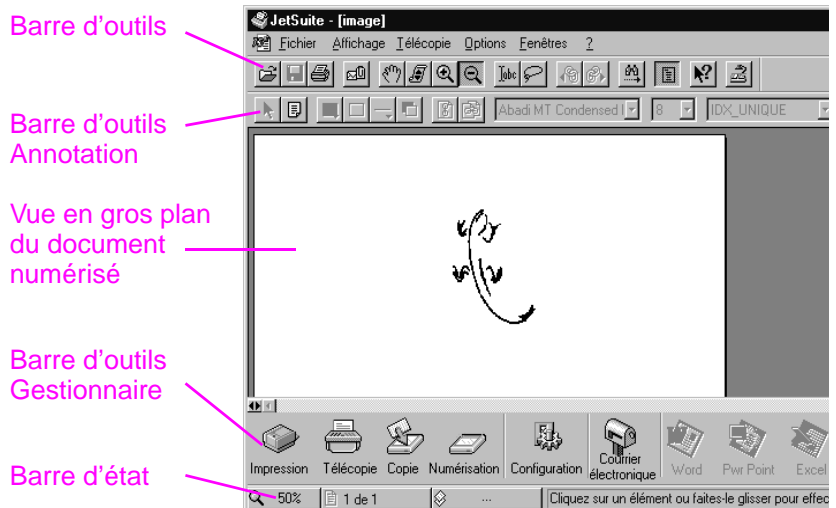 Barre d'outils
Barre d'outils
Annotation
Vue en gros plan
du document
numérisé
Barre d'outils
Gestionnaire
Barre d'état
JetSuite - [image]
Fichier Affichage Télécopie Options Fenêtres ?
abc
Abadi MT Condensed 8 IDX_UNIQUE
Impression Télécopie Copie Numérisation Configuration Courrier électronique Word Pwr Point Excel
50% 1 de 1 ... Cliquez sur un élément ou faites-le glisser pour effec